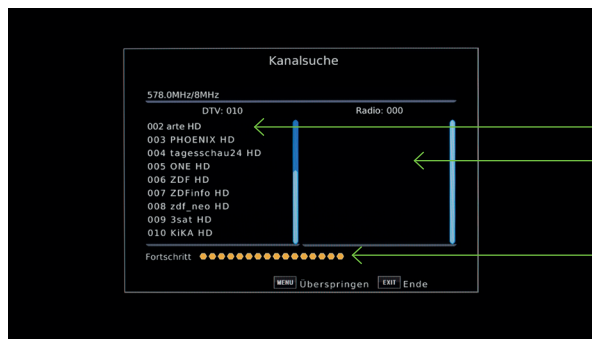 Kanalsuche
578.0MHz/8MHz
DTV: 010
Radio: 000
002 arte HD
003 PHOENIX HD
004 tagesschau24 HD
005 ONE HD
006 ZDF HD
007 ZDFinfo HD
008 zdf_neo HD
009 3sat HD
010 KiKA HD
Fortschritt
MENU Überspringen EXIT Ende